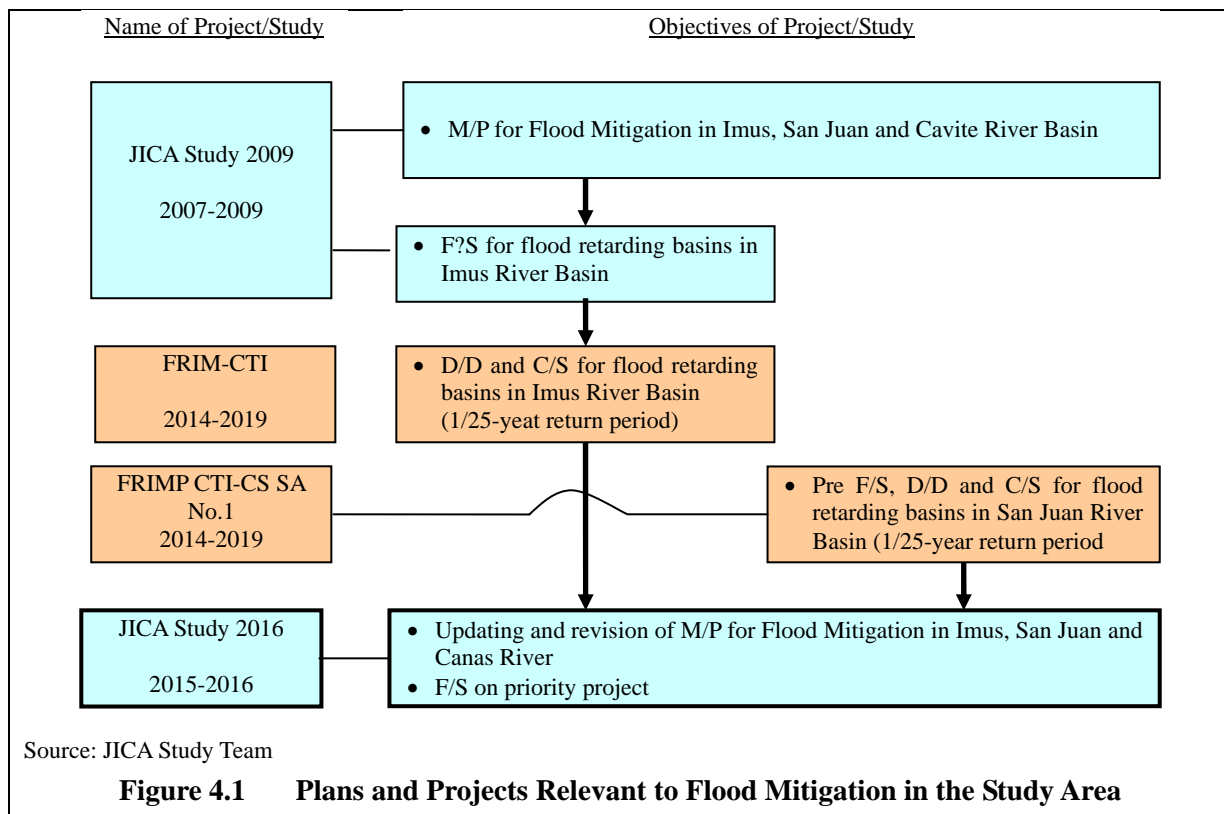 Name of Project/Study
Objectives of Project/Study
JICA Study 2009
2007-2009
• M/P for Flood Mitigation in Imus, San Juan and Cavite River Basin
• F?S for flood retarding basins in
Imus River Basin
FRIM-CTI
2014-2019
• D/D and C/S for flood retarding
basins in Imus River Basin
(1/25-yeat return period)
FRIMP CTI-CS SA
No.1
2014-2019
• Pre F/S, D/D and C/S for flood
retarding basins in San Juan River
Basin (1/25-year return period
JICA Study 2016
2015-2016
• Updating and revision of M/P for Flood Mitigation in Imus, San Juan and
Canas River
• F/S on priority project
Source: JICA Study Team
Figure 4.1 Plans and Projects Relevant to Flood Mitigation in the Study Area